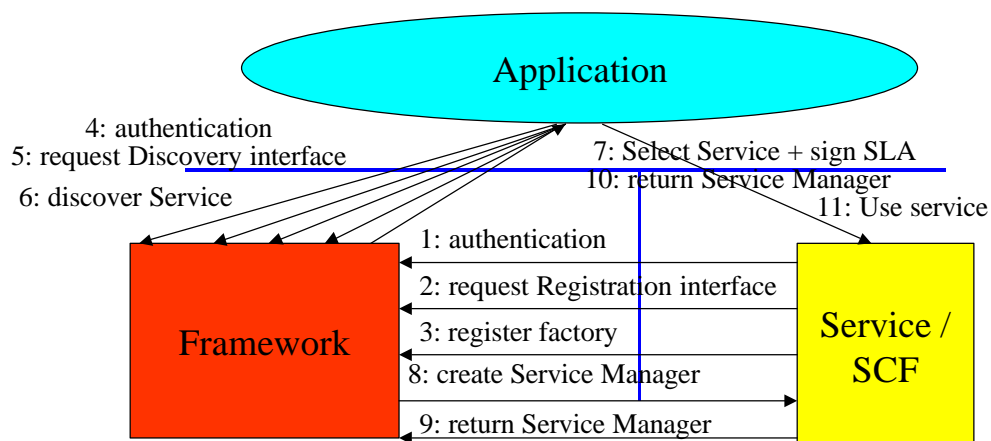 Application
4: authentication
5: request Discovery interface
6: discover Service
7: Select Service + sign SLA
10: return Service Manager
11: Use service
1: authentication
2: request Registration interface
3: register factory
8: create Service Manager
9: return Service Manager
Framework
Service /
SCF